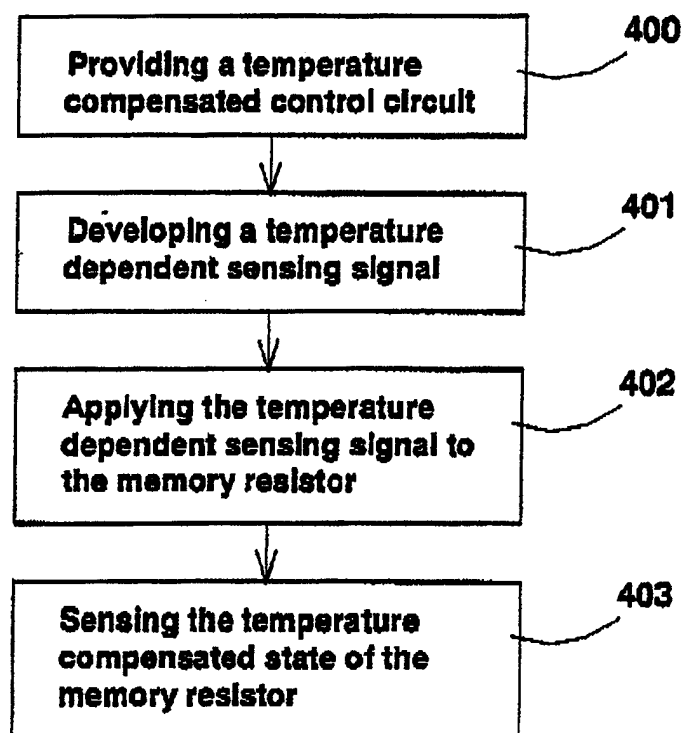 400
Providing a temperature
compensated control circuit
401
Developing a temperature
dependent sensing signal
402
Applying the temperature
dependent sensing signal to
the memory resistor
403
Sensing the temperature
compensated state of the
memory resistor